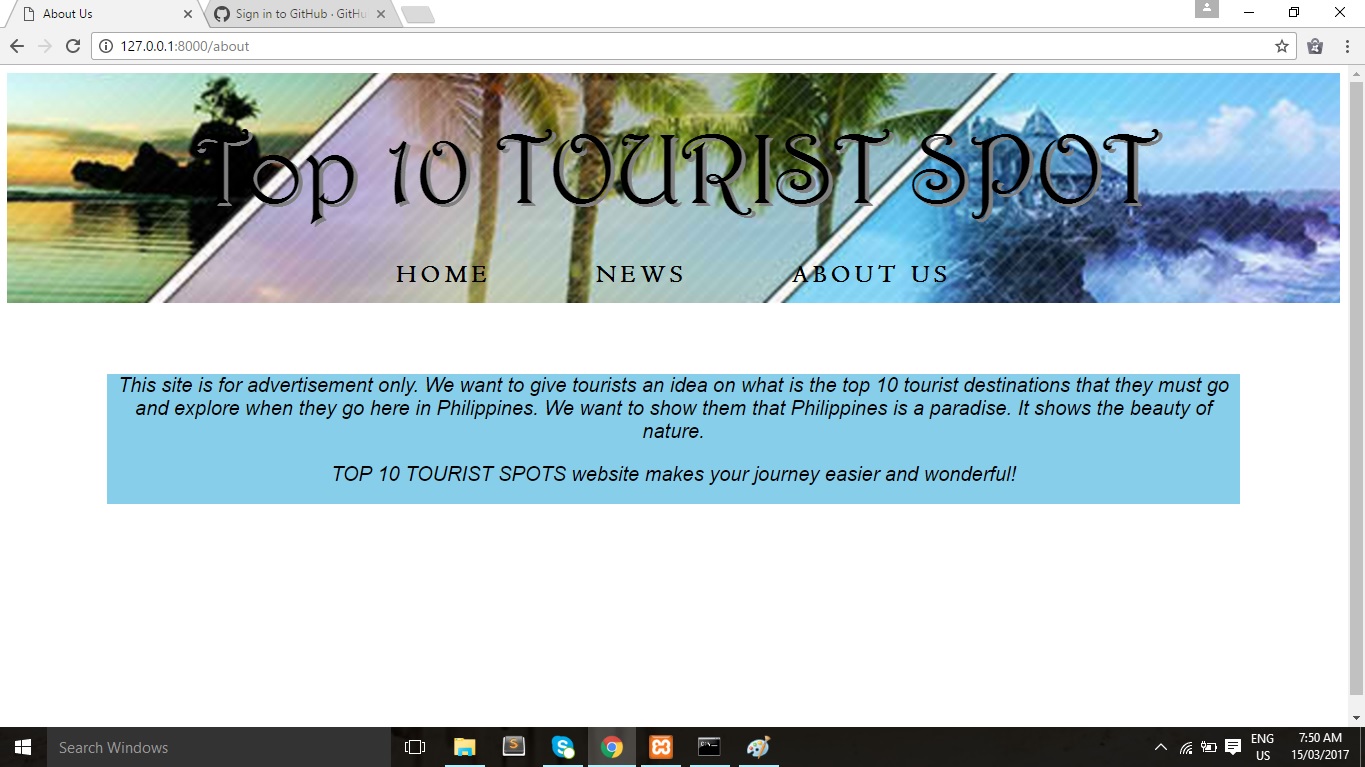 About Us
Sign in to GitHub · GitHu
127.0.0.1:8000/about
Top 10 TOURIST SPOT
HOME NEWS ABOUT US
This site is for advertisement only. We want to give tourists an idea on what is the top 10 tourist destinations that they must go
and explore when they go here in Philippines. We want to show them that Philippines is a paradise. It shows the beauty of
nature.
TOP 10 TOURIST SPOTS website makes your journey easier and wonderful!
Search Windows
ENG
US
7:50 AM
15/03/2017